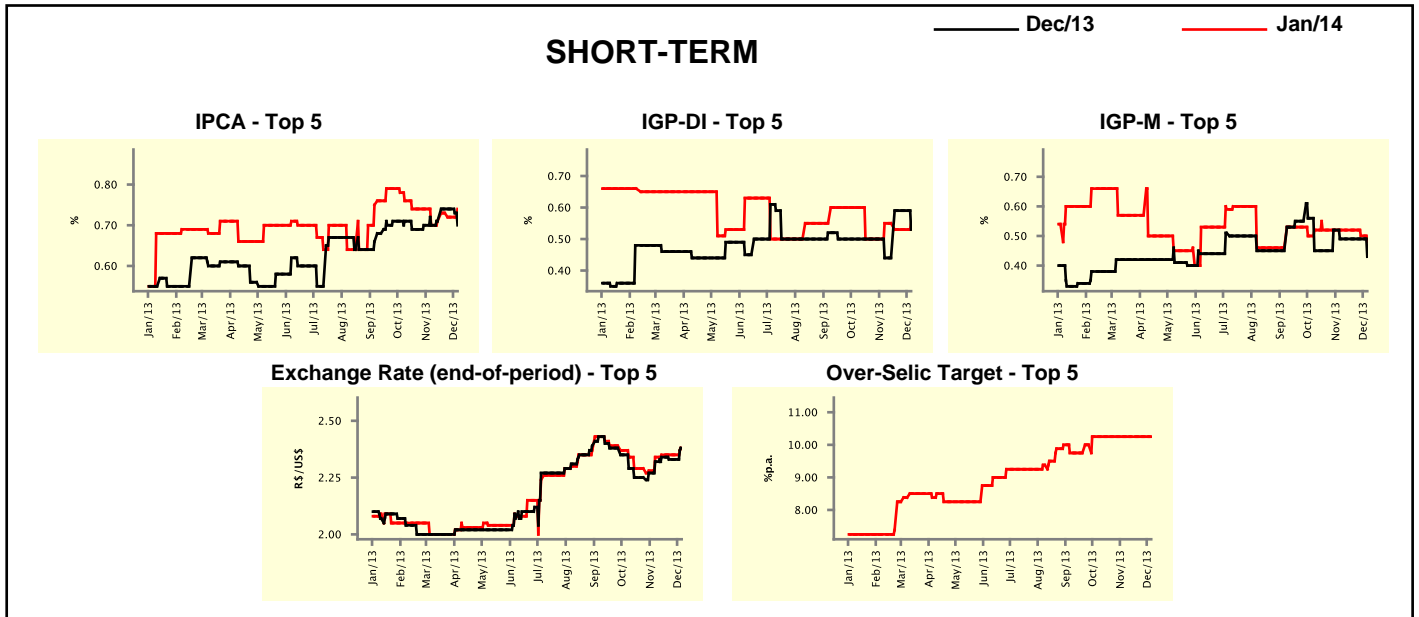 Dec/13
Jan/14
SHORT-TERM
IPCA - Top 5
%
0.80
0.70
0.60
Jan/13
Feb/13
Mar/13
Apr/13
May/13
Jun/13
Jul/13
Aug/13
Sep/13
Oct/13
Nov/13
Dec/13
IGP-DI - Top 5
%
0.70
0.60
0.50
0.40
Jan/13
Feb/13
Mar/13
Apr/13
May/13
Jun/13
Jul/13
Aug/13
Sep/13
Oct/13
Nov/13
Dec/13
IGP-M - Top 5
%
0.70
0.60
0.50
0.40
Jan/13
Feb/13
Mar/13
Apr/13
May/13
Jun/13
Jul/13
Aug/13
Sep/13
Oct/13
Nov/13
Dec/13
Exchange Rate (end-of-period) - Top 5
R$/US$
2.50
2.25
2.00
Jan/13
Feb/13
Mar/13
Apr/13
May/13
Jun/13
Jul/13
Aug/13
Sep/13
Oct/13
Nov/13
Dec/13
Over-Selic Target - Top 5
%p.a.
11.00
10.00
9.00
8.00
Jan/13
Feb/13
Mar/13
Apr/13
May/13
Jun/13
Jul/13
Aug/13
Sep/13
Oct/13
Nov/13
Dec/13